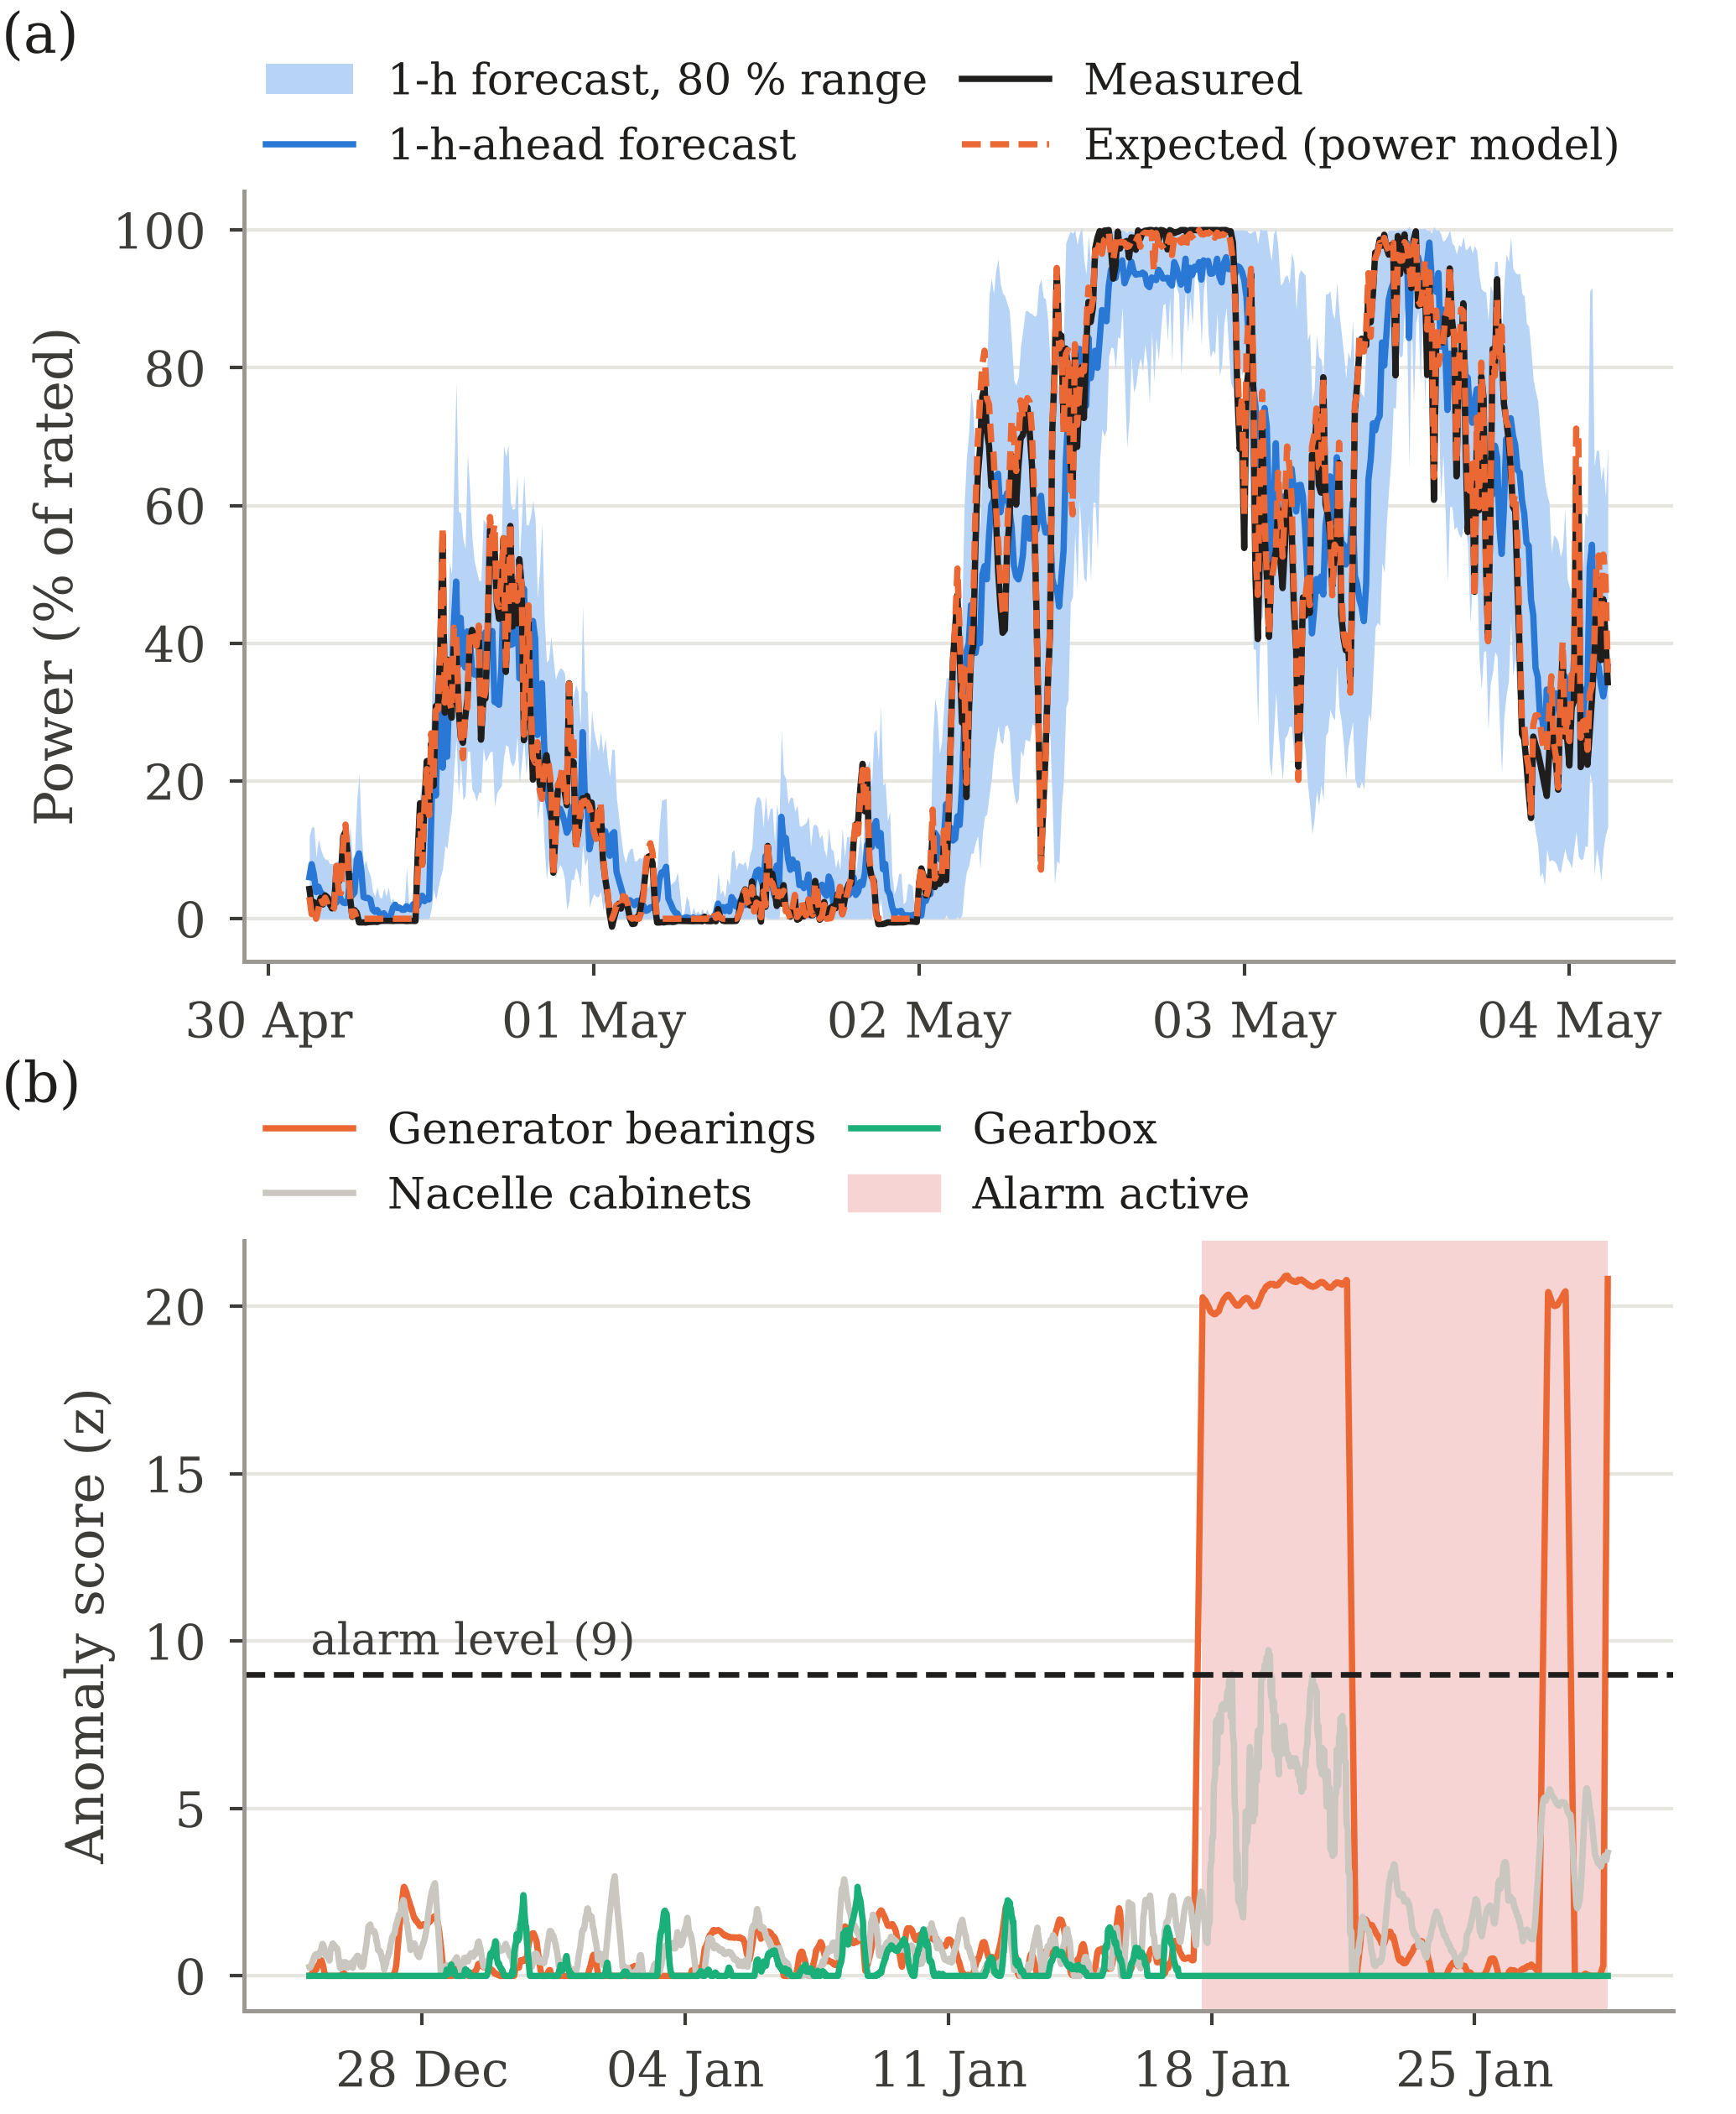 (a)
1-h forecast, 80 % range
Measured
1-h-ahead forecast
Expected (power model)
Power (% of rated)
100
80
60
40
20
0
30 Apr
01 May
02 May
03 May
04 May
(b)
Generator bearings
Gearbox
Nacelle cabinets
Alarm active
Anomaly score (z)
20
15
10
5
0
alarm level (9)
28 Dec
04 Jan
11 Jan
18 Jan
25 Jan